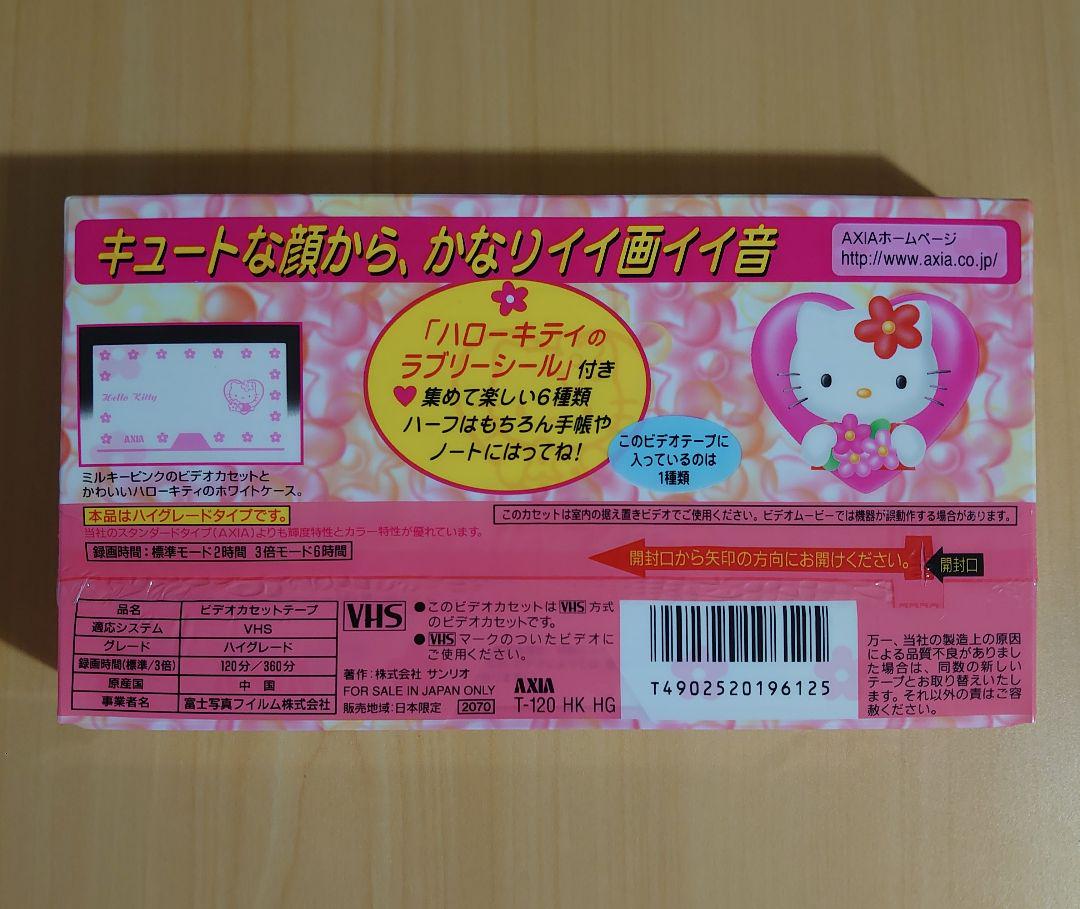 キュートな顔から、かなりイイ画イイ音
AXIAホームページ
http://www.axia.co.jp/
「ハローキティの
ラブリーシール」付き
集めて楽しい6種類
ハーフはもちろん手帳や
ノートにはってね!
このビデオテープに
入っているのは
1種類
Hello Kitty
AXIA
ミルキーピンクのビデオカセットと
かわいいハローキティのホワイトケース。
本品はハイグレードタイプです。
当社のスタンダードタイプ(AXIA)よりも輝度特性とカラー特性が優れています。
録画時間:標準モード2時間 3倍モード6時間
このカセットは室内の据え置きビデオでご使用ください。ビデオムービーでは機器が誤動作する場合があります。
開封口から矢印の方向にお開けください。
開封口
品名 ビデオカセットテープ
適応システム VHS
グレード ハイグレード
録画時間(標準/3倍) 120分/360分
原産国 中国
事業者名 富士写真フイルム株式会社
VHS
●このビデオカセットはVHS方式
のビデオカセットです。
●VHSマークのついたビデオに
ご使用ください。
著作:株式会社 サンリオ
FOR SALE IN JAPAN ONLY
販売地域:日本限定 2070
AXIA
T-120 HK HG
T4902520196125
万一、当社の製造上の原因
による品質不良がありまし
た場合は、同数の新しい
テープとお取り替えいたし
ます。それ以外の責はご容
赦ください。